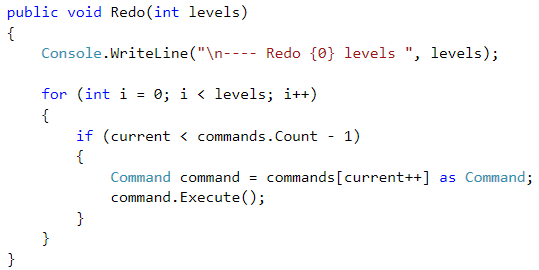 public void Redo(int levels)
{
    Console.WriteLine("\n---- Redo {0} levels ", levels);

    for (int i = 0; i < levels; i++)
    {
        if (current < commands.Count - 1)
        {
            Command command = commands[current++] as Command;
            command.Execute();
        }
    }
}